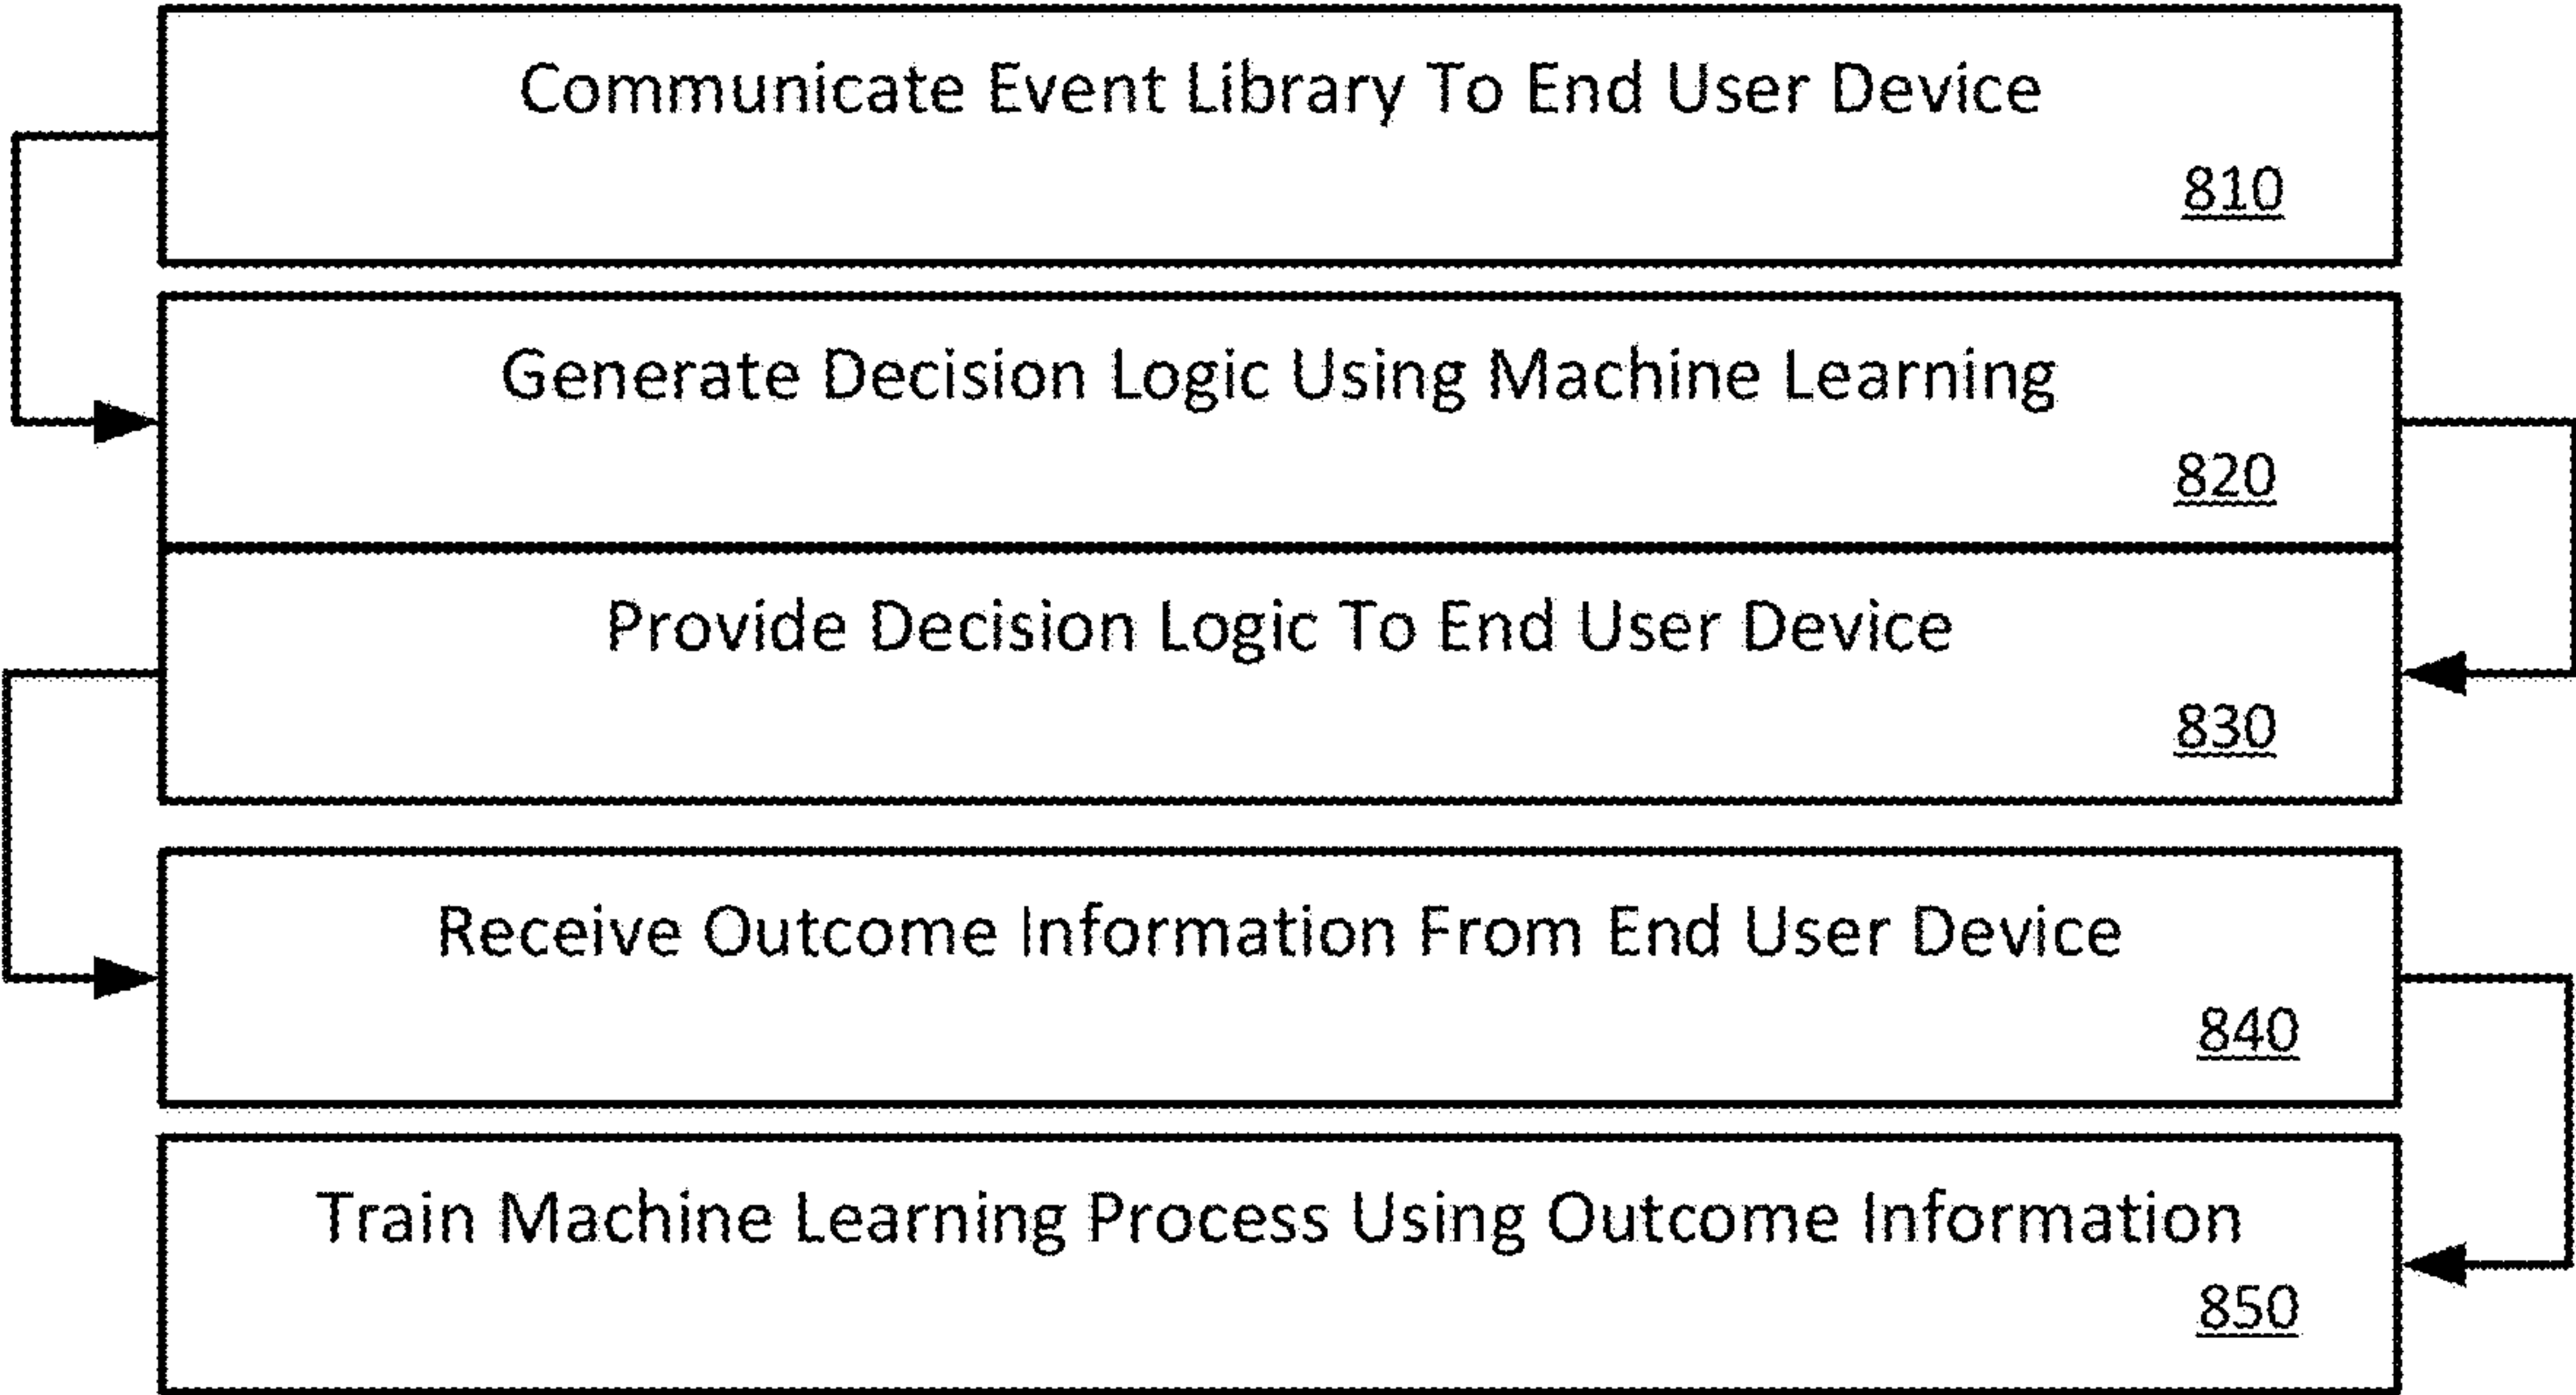 Communicate Event Library To End User Device
810
Generate Decision Logic Using Machine Learning
820
Provide Decision Logic To End User Device
830
Receive Outcome Information From End User Device
840
Train Machine Learning Process Using Outcome Information
850